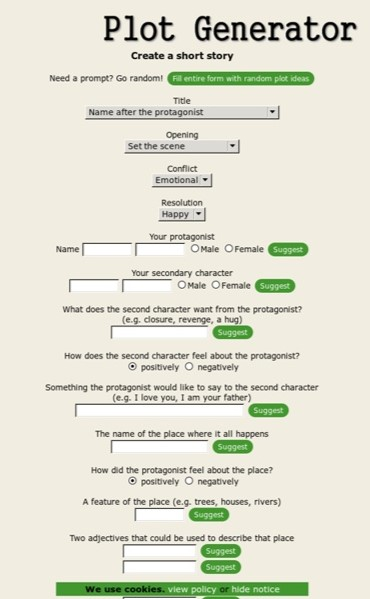 Plot Generator
Create a short story
Need a prompt? Go random! Fill entire form with random plot ideas
Title
Name after the protagonist
Opening
Set the scene
Conflict
Emotional
Resolution
Happy
Your protagonist
Name Male Female Suggest
Your secondary character
Male Female Suggest
What does the second character want from the protagonist?
(e.g. closure, revenge, a hug)
Suggest
How does the second character feel about the protagonist?
positively negatively
Something the protagonist would like to say to the second character
(e.g. I love you, I am your father)
Suggest
The name of the place where it all happens
Suggest
How did the protagonist feel about the place?
positively negatively
A feature of the place (e.g. trees, houses, rivers)
Suggest
Two adjectives that could be used to describe that place
Suggest
Suggest
We use cookies. view policy or hide notice